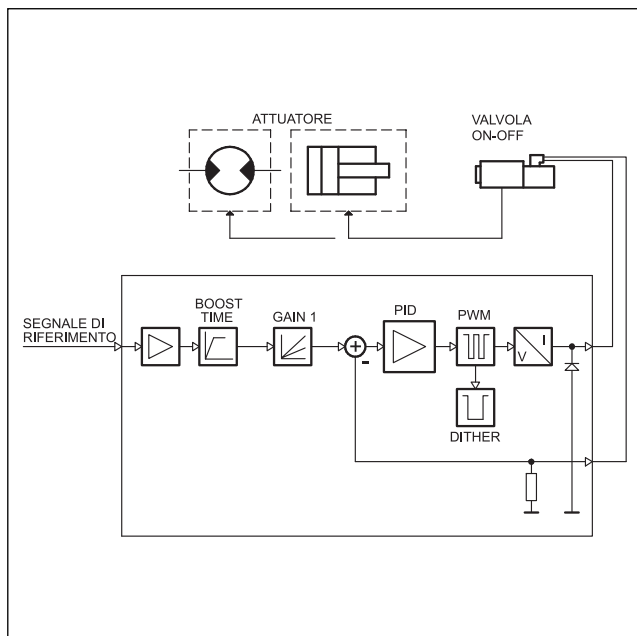 ATTUATORE
VALVOLA
ON-OFF
SEGNALE DI
RIFERIMENTO
BOOST
TIME
GAIN 1
PID
PWM
I
V
DITHER